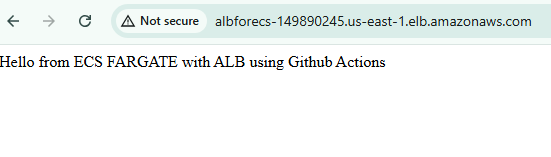 Not secure albforecs-149890245.us-east-1.elb.amazonaws.com
Hello from ECS FARGATE with ALB using Github Actions